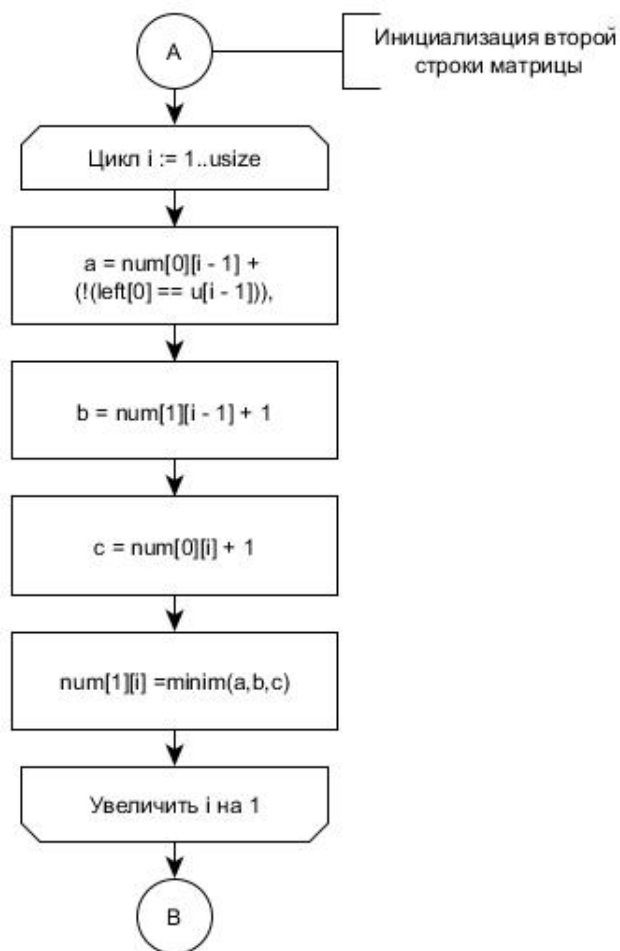 A
Инициализация второй
строки матрицы
Цикл i := 1..usize
a = num[0][i - 1] +
(!(left[0] == u[i - 1])),
b = num[1][i - 1] + 1
c = num[0][i] + 1
num[1][i] =minim(a,b,c)
Увеличить i на 1
B